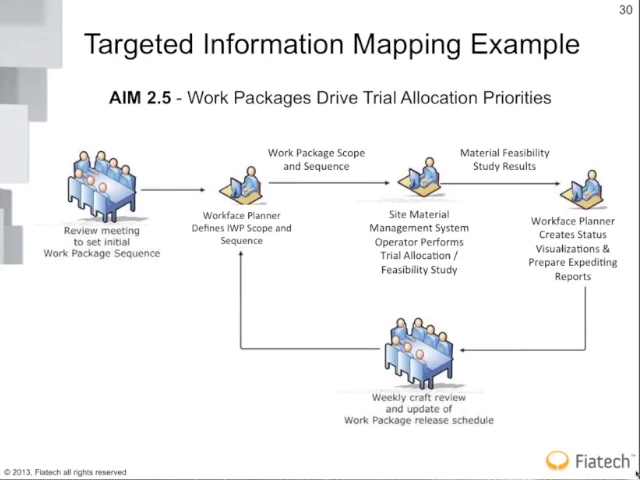 30
Targeted Information Mapping Example
AIM 2.5 - Work Packages Drive Trial Allocation Priorities
Work Package Scope
and Sequence
Material Feasibility
Study Results
Review meeting
to set initial
Work Package Sequence
Workface Planner
Defines IWP Scope and
Sequence
Site Material
Management System
Operator Performs
Trial Allocation /
Feasibility Study
Workface Planner
Creates Status
Visualizations &
Prepare Expediting
Reports
Weekly craft review
and update of
Work Package release schedule
© 2013, Fiatech all rights reserved
Fiatech™